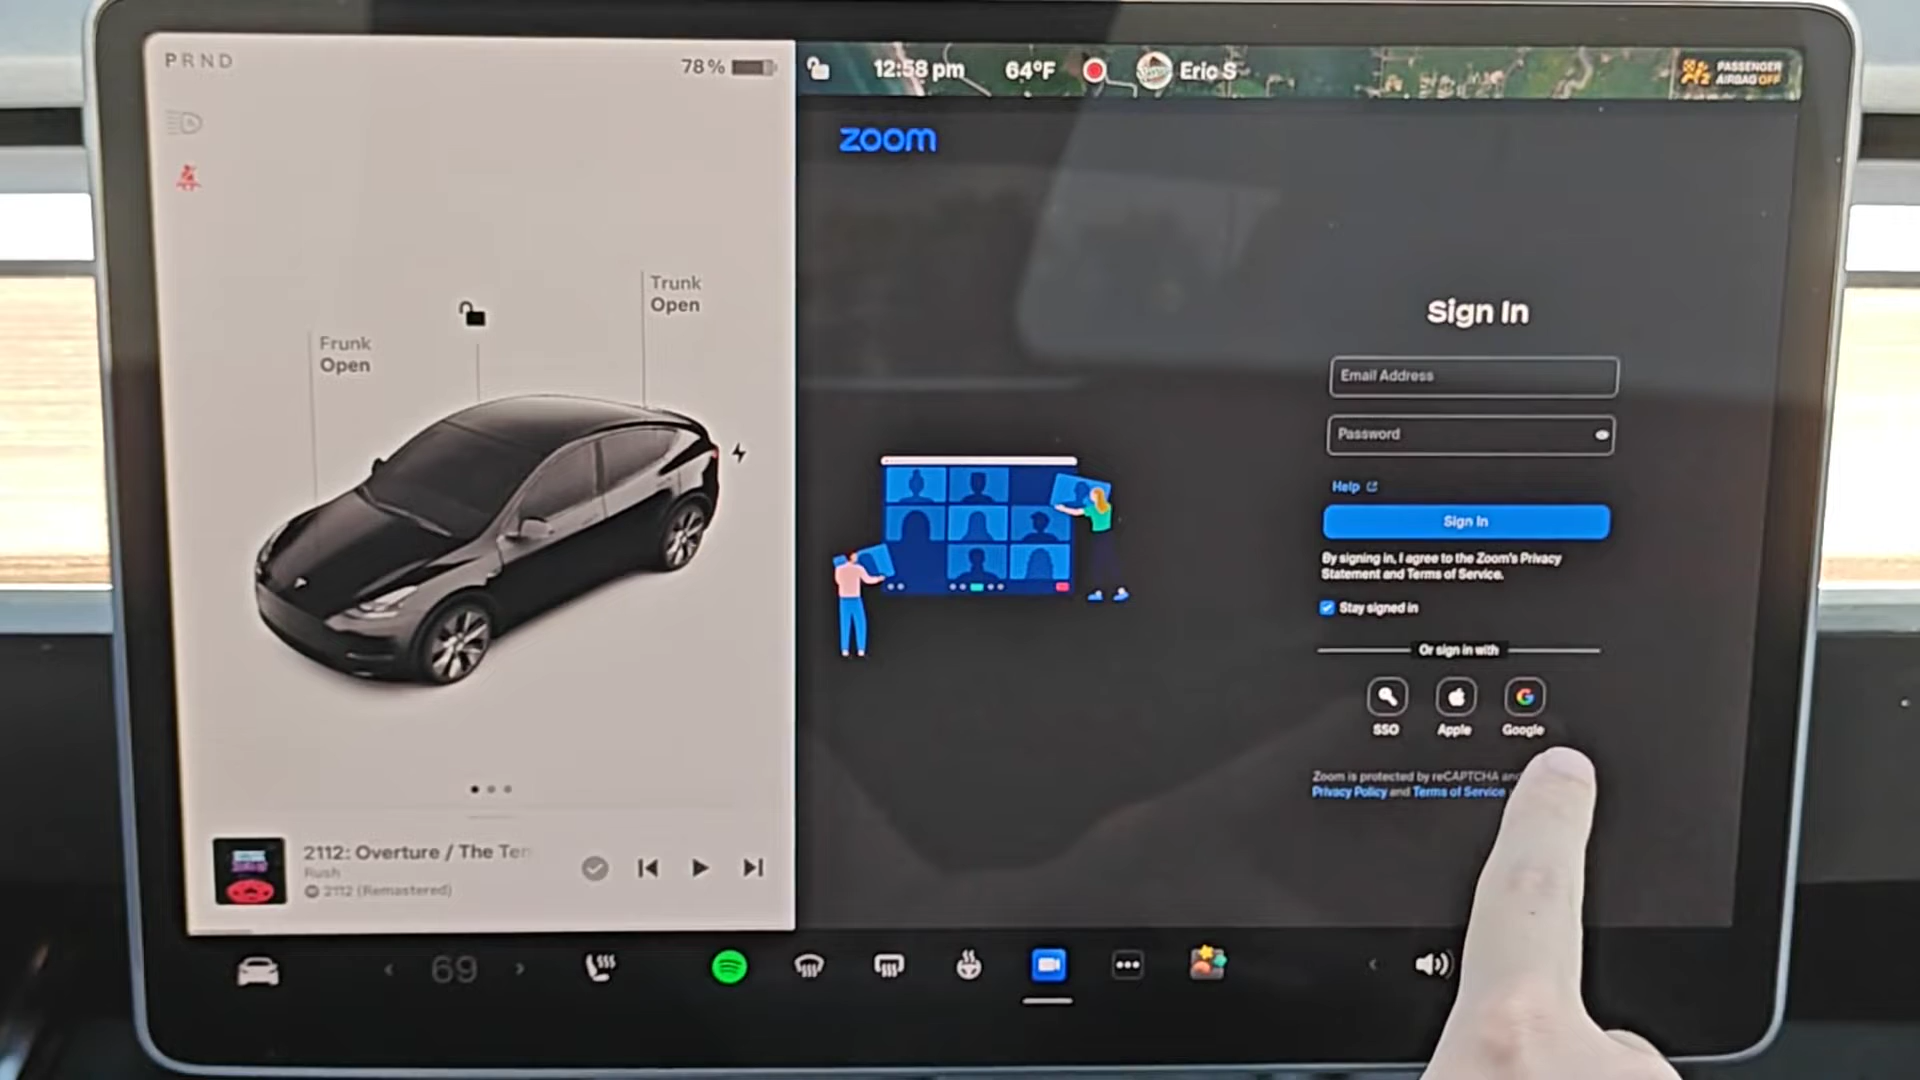 PRND
78%
12:58 pm
64°F
Eric S
PASSENGER
AIRBAG OFF
zoom
Trunk
Open
Frunk
Open
Sign In
Email Address
Password
Help
Sign In
By signing in, I agree to the Zoom's Privacy
Statement and Terms of Service.
Stay signed in
Or sign in with
SSO
Apple
Google
Zoom is protected by reCAPTCHA and
Privacy Policy and Terms of Service
2112: Overture / The Tem
Rush
2112 (Remastered)
69